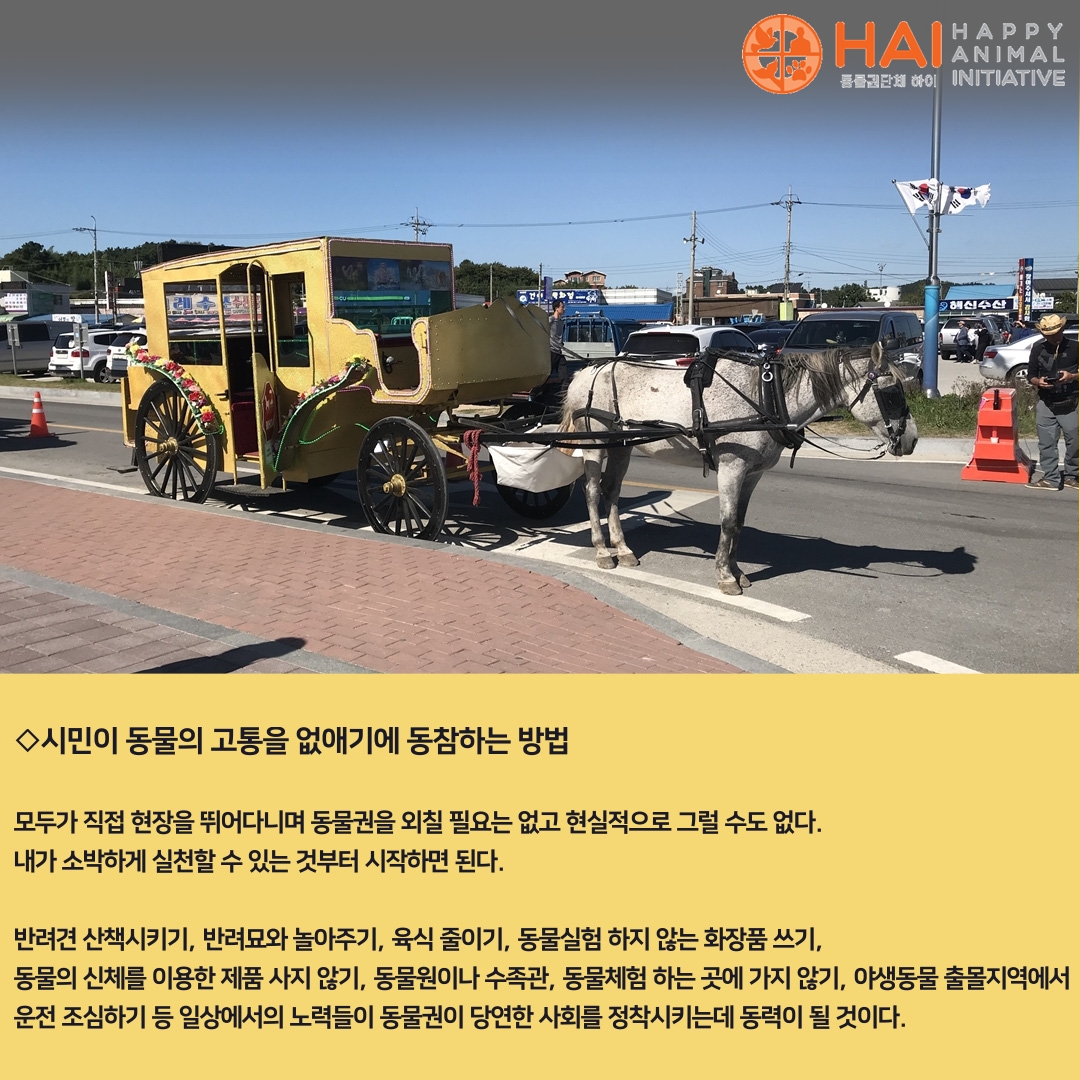 HAI
동물권단체 하이
HAPPY
ANIMAL
INITIATIVE
해신수산
◇시민이 동물의 고통을 없애기에 동참하는 방법
모두가 직접 현장을 뛰어다니며 동물권을 외칠 필요는 없고 현실적으로 그럴 수도 없다.
내가 소박하게 실천할 수 있는 것부터 시작하면 된다.
반려견 산책시키기, 반려묘와 놀아주기, 육식 줄이기, 동물실험 하지 않는 화장품 쓰기,
동물의 신체를 이용한 제품 사지 않기, 동물원이나 수족관, 동물체험 하는 곳에 가지 않기, 야생동물 출몰지역에서
운전 조심하기 등 일상에서의 노력들이 동물권이 당연한 사회를 정착시키는데 동력이 될 것이다.